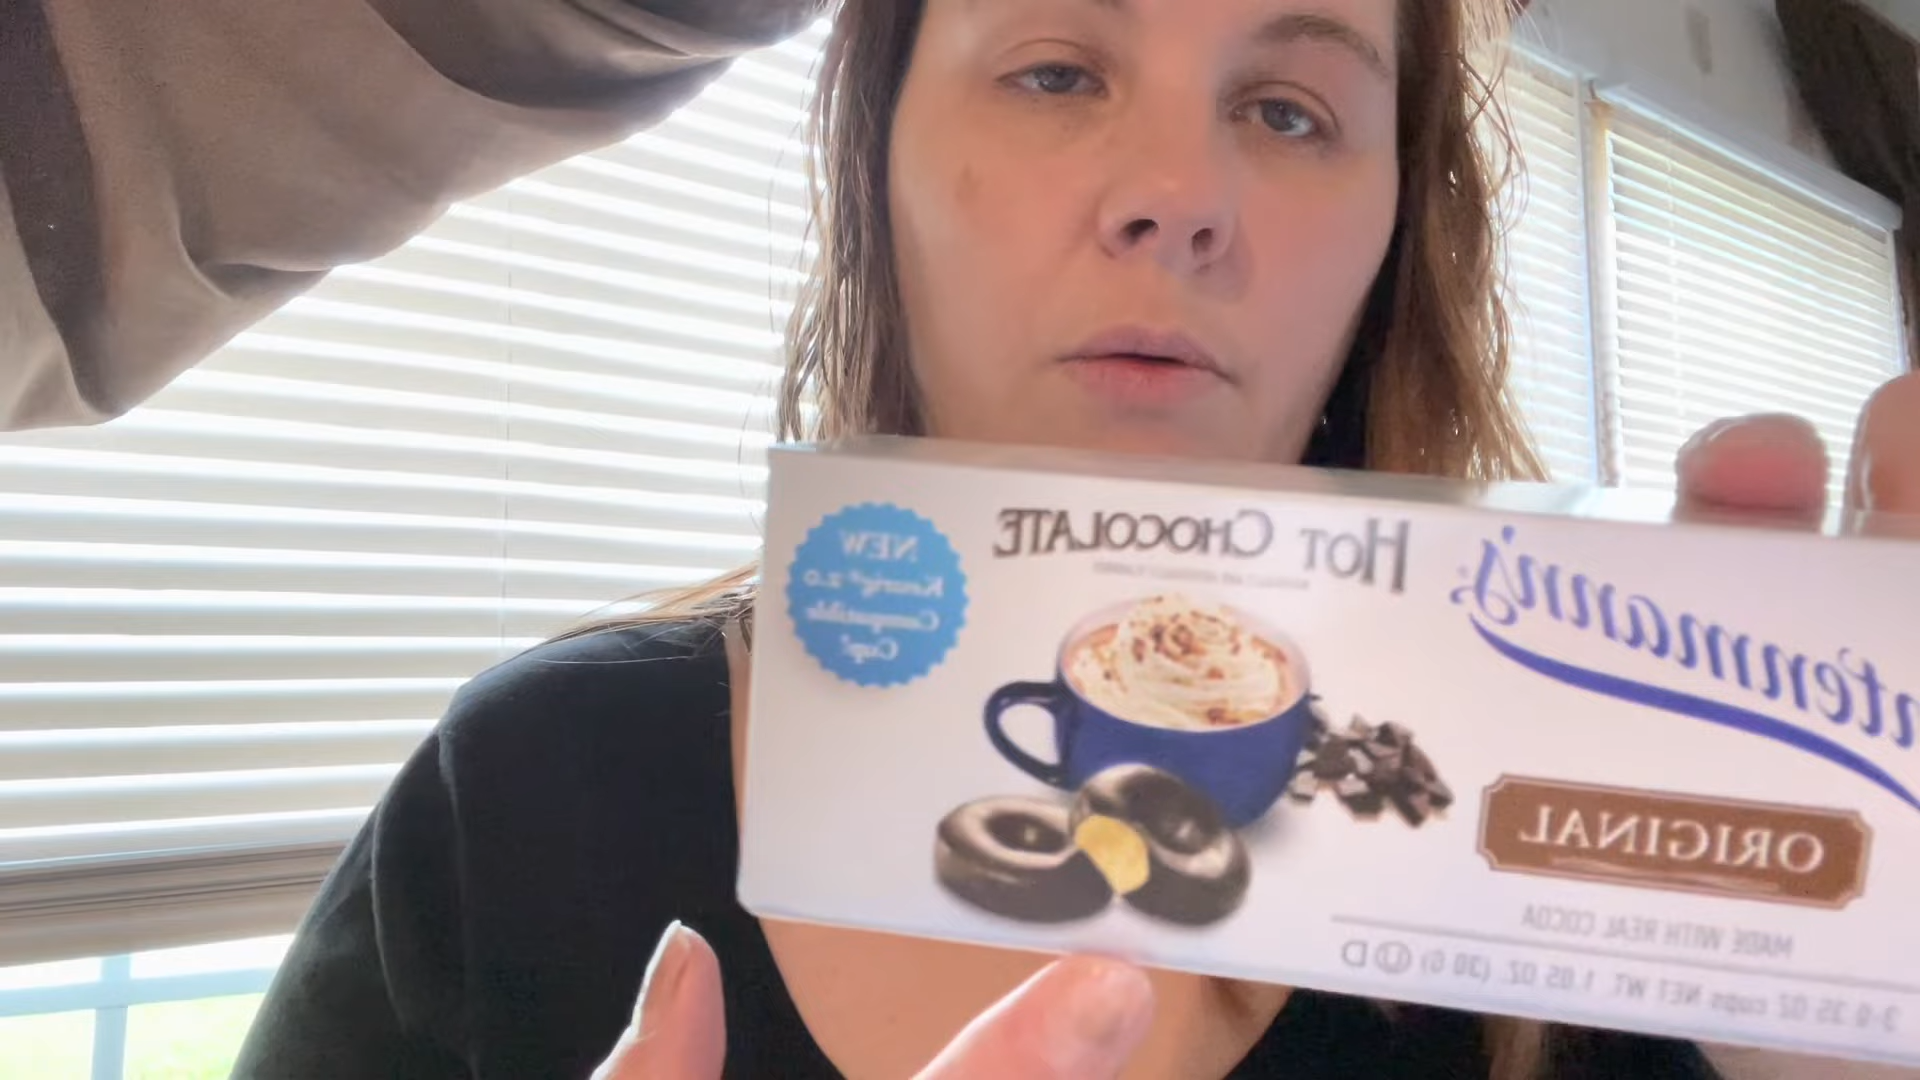 NEW
Keurig® 2.0
Compatible
Cup!
HOT CHOCOLATE
ntenmann's
ORIGINAL
MADE WITH REAL COCOA
3-0.35 OZ cups NET WT. 1.05 OZ. (30 G) U D